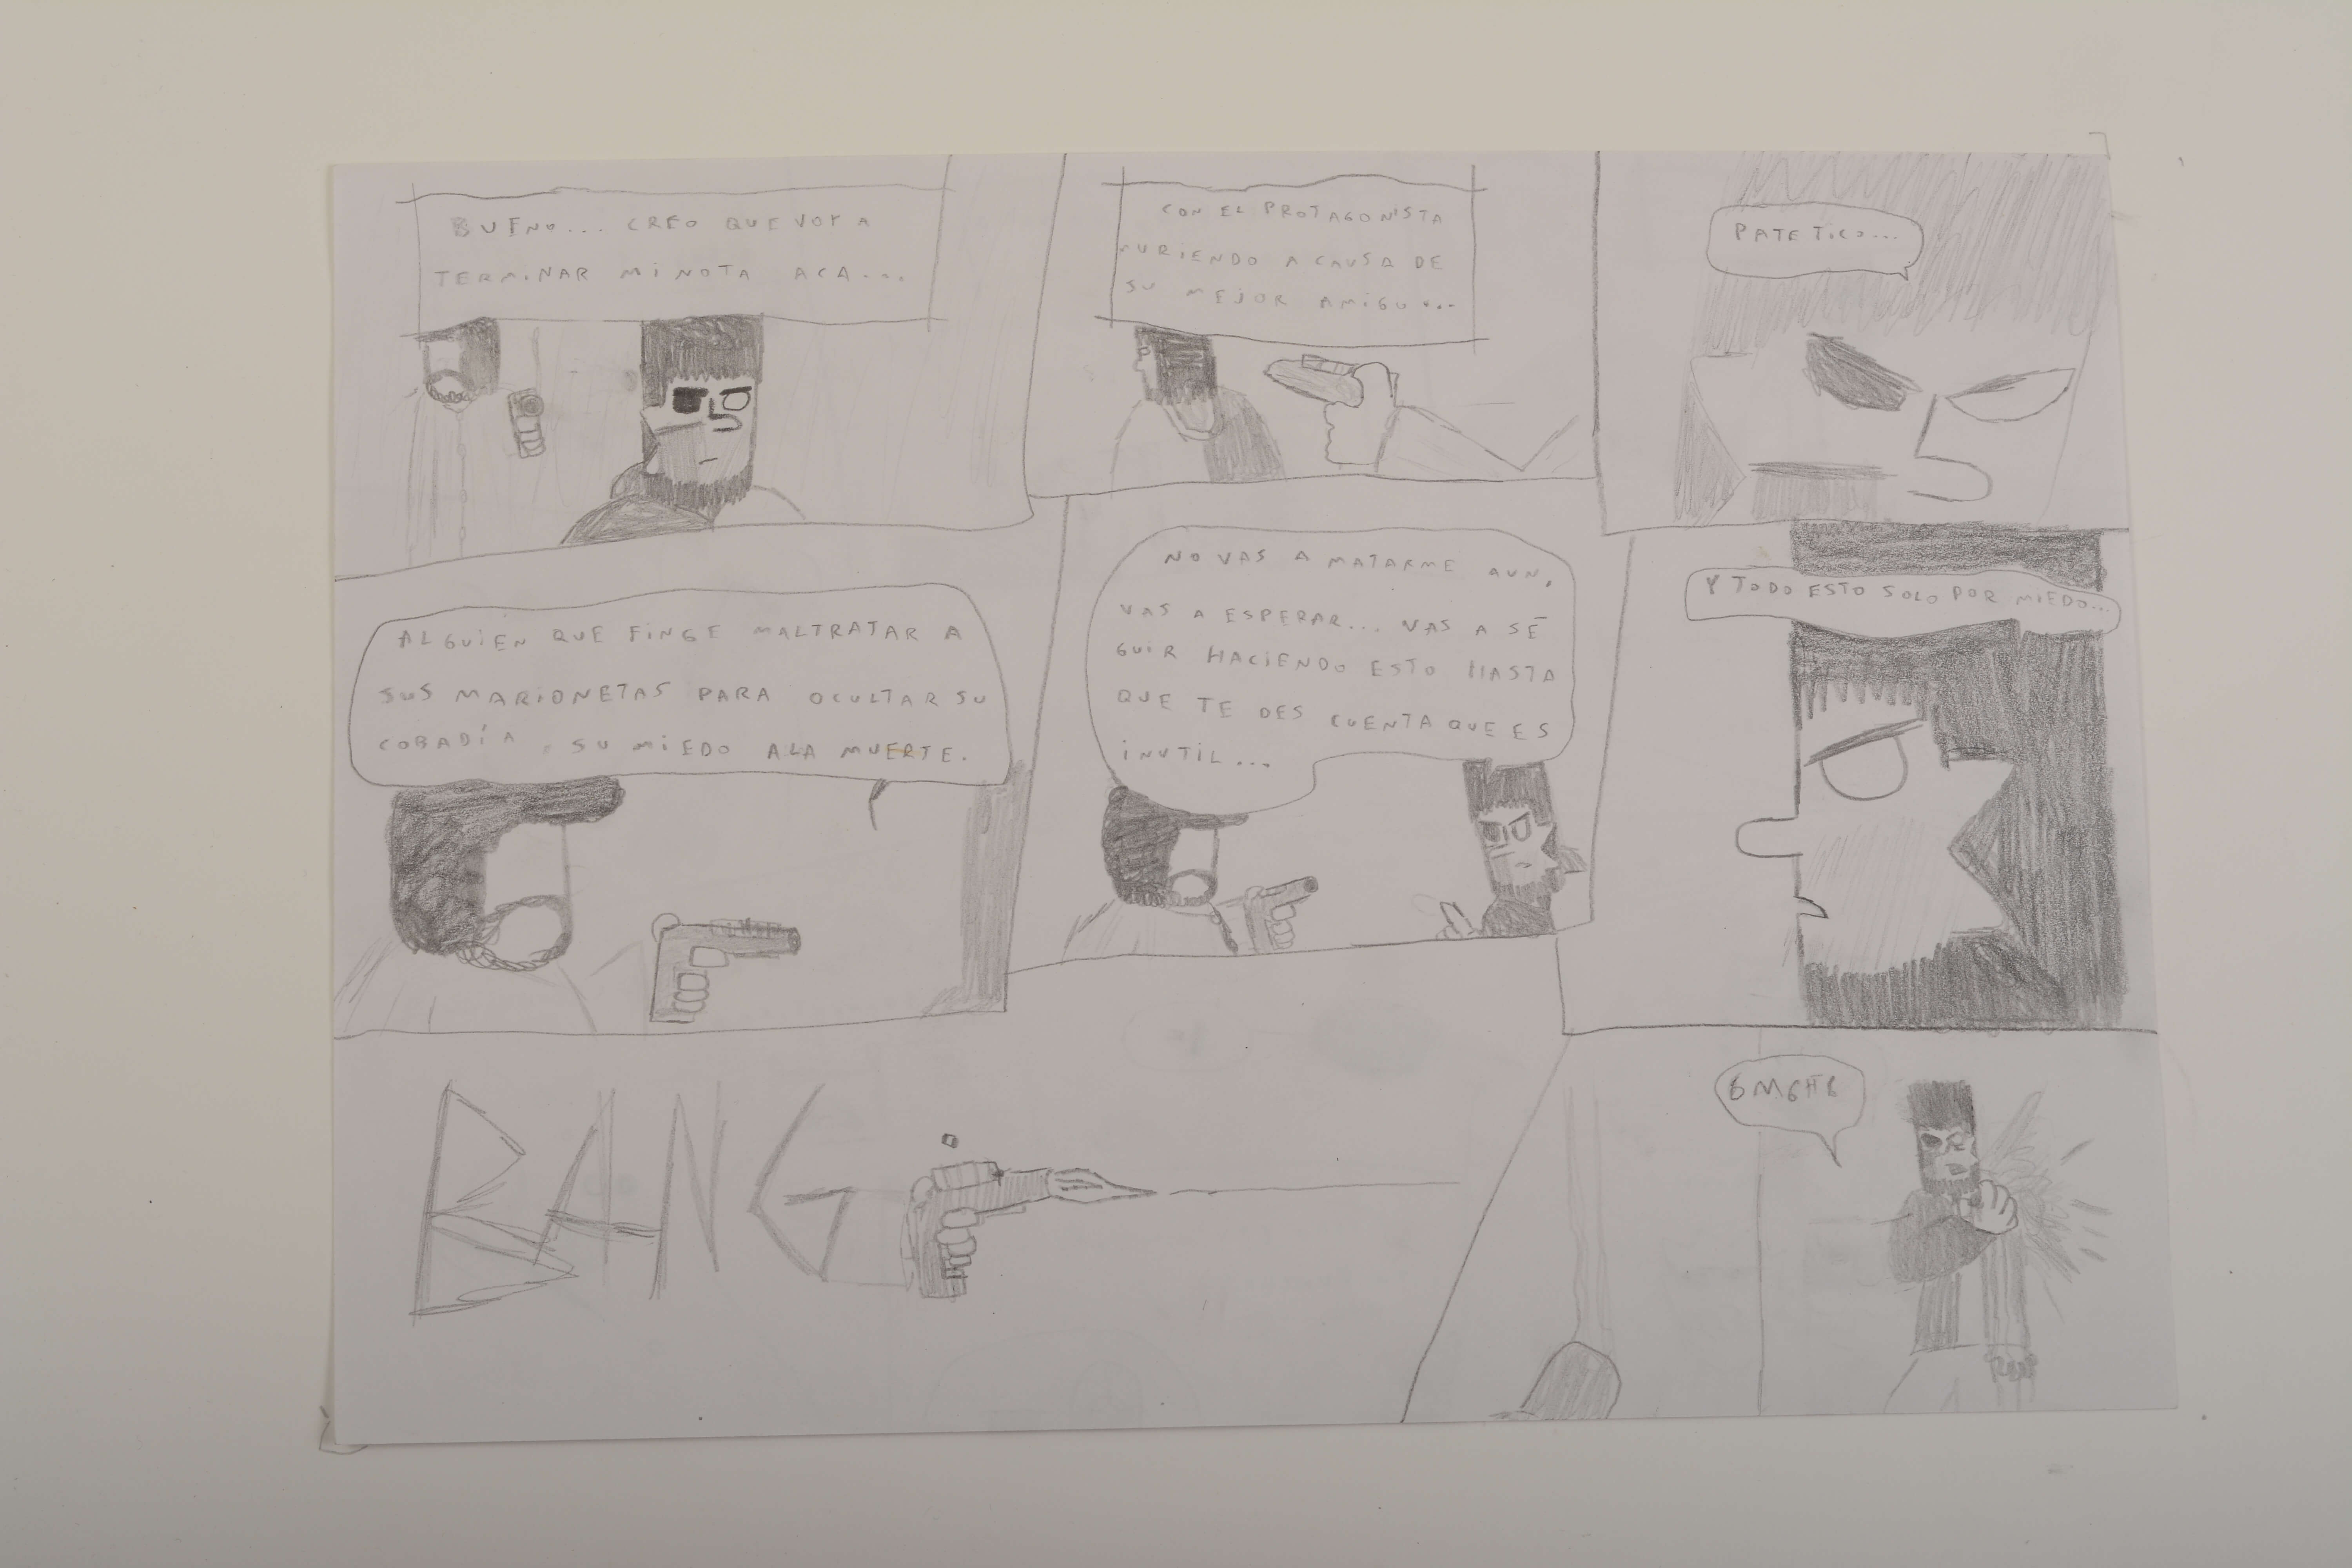 BUENO... CREO QUE VOY A
TERMINAR MI NOTA ACA...
CON EL PROTAGONISTA
MURIENDO A CAUSA DE
SU MEJOR AMIGO...
PATETICO...
ALGUIEN QUE FINGE MALTRATAR A
SUS MARIONETAS PARA OCULTAR SU
COBADÍA, SU MIEDO A LA MUERTE.
NO VAS A MATARME AUN,
VAS A ESPERAR... VAS A SE
GUIR HACIENDO ESTO HASTA
QUE TE DES CUENTA QUE ES
INUTIL...
Y TODO ESTO SOLO POR MIEDO...
BANG